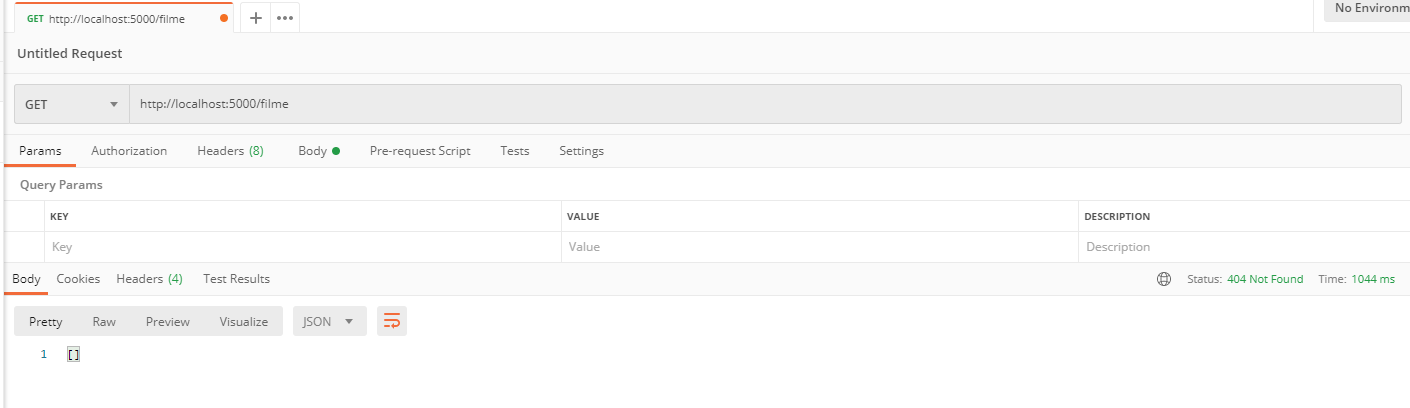 GET http://localhost:5000/filme + ••• No Environm
Untitled Request
GET http://localhost:5000/filme
Params Authorization Headers (8) Body Pre-request Script Tests Settings
Query Params
KEY VALUE DESCRIPTION
Key Value Description
Body Cookies Headers (4) Test Results Status: 404 Not Found Time: 1044 ms
Pretty Raw Preview Visualize JSON
1 []